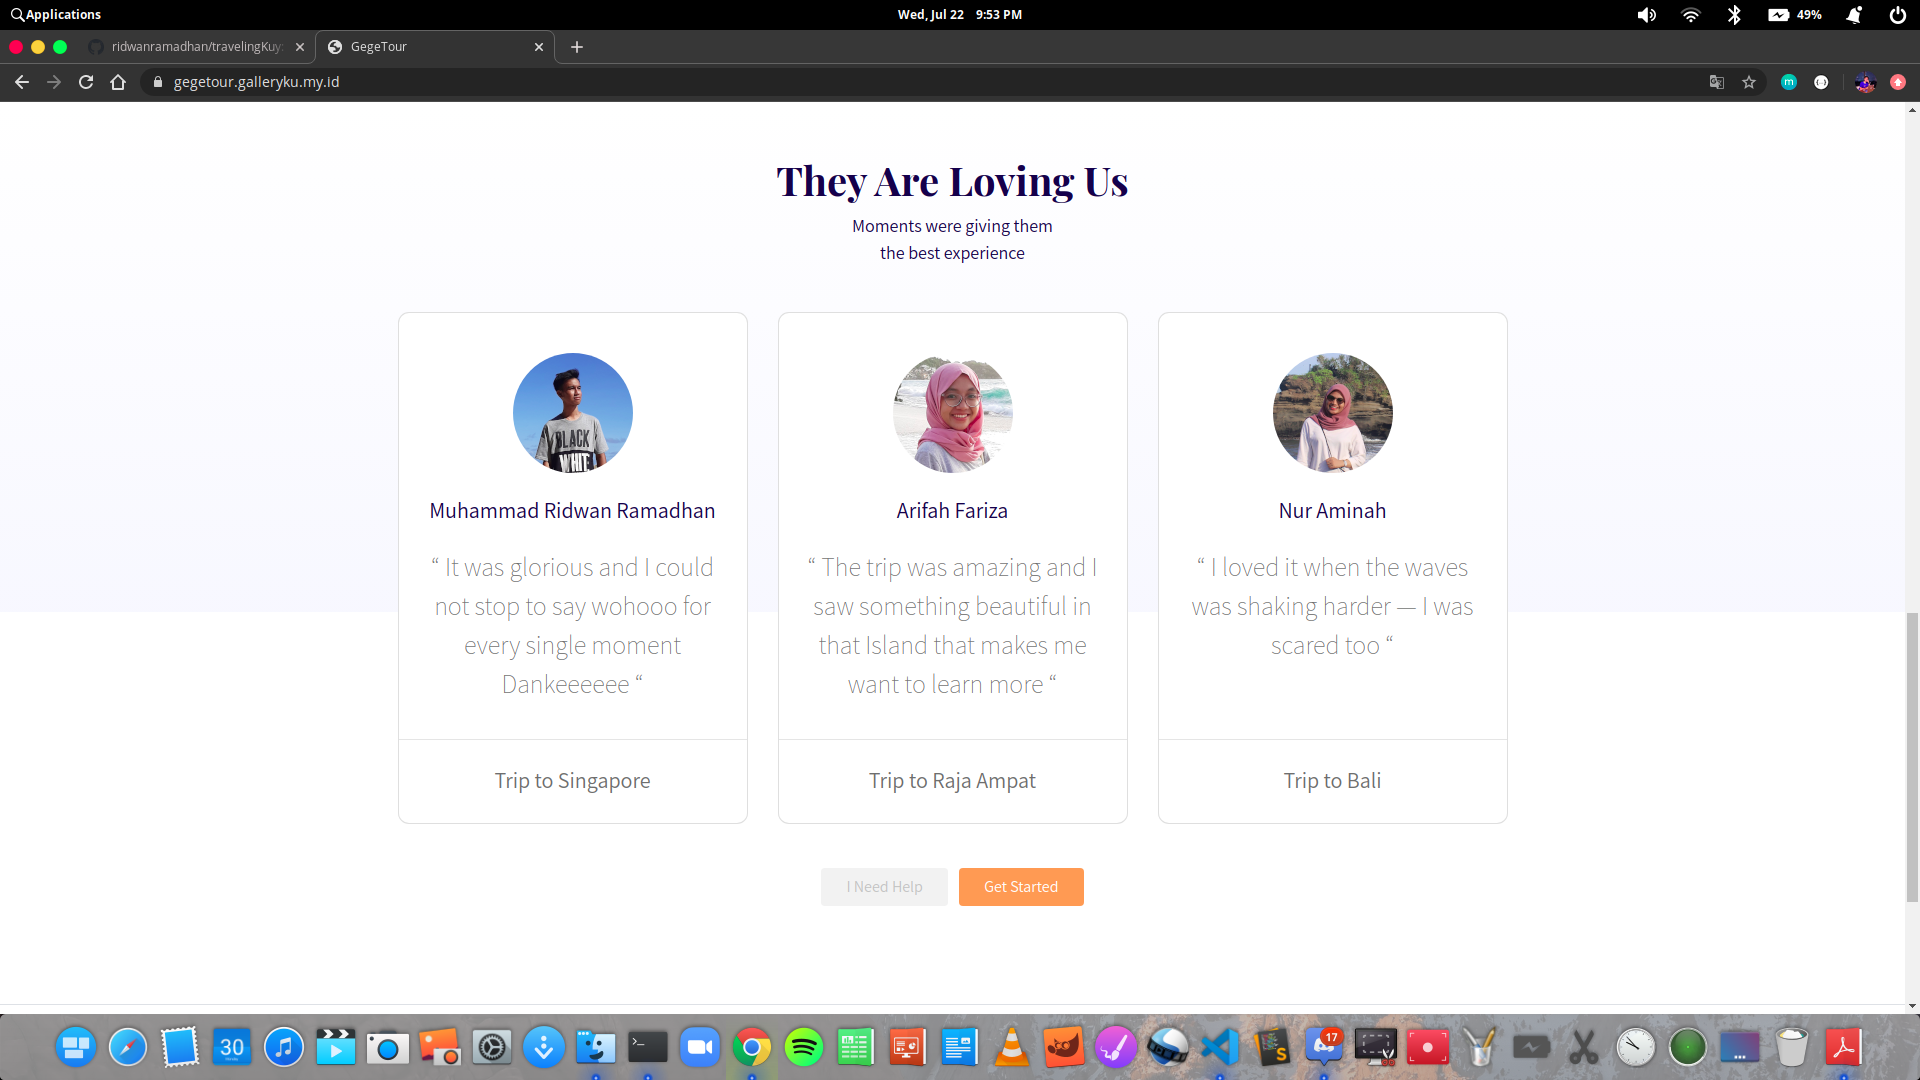 Applications
Wed, Jul 22 9:53 PM
49%
ridwanramadhan/travelingKuy
GegeTour
gegetour.galleryku.my.id
They Are Loving Us
Moments were giving them
the best experience
BLACK
WHIT
Muhammad Ridwan Ramadhan
“ It was glorious and I could
not stop to say wohooo for
every single moment
Dankeeeeee “
Trip to Singapore
Arifah Fariza
“ The trip was amazing and I
saw something beautiful in
that Island that makes me
want to learn more “
Trip to Raja Ampat
Nur Aminah
“ I loved it when the waves
was shaking harder — I was
scared too “
Trip to Bali
I Need Help
Get Started
30
17